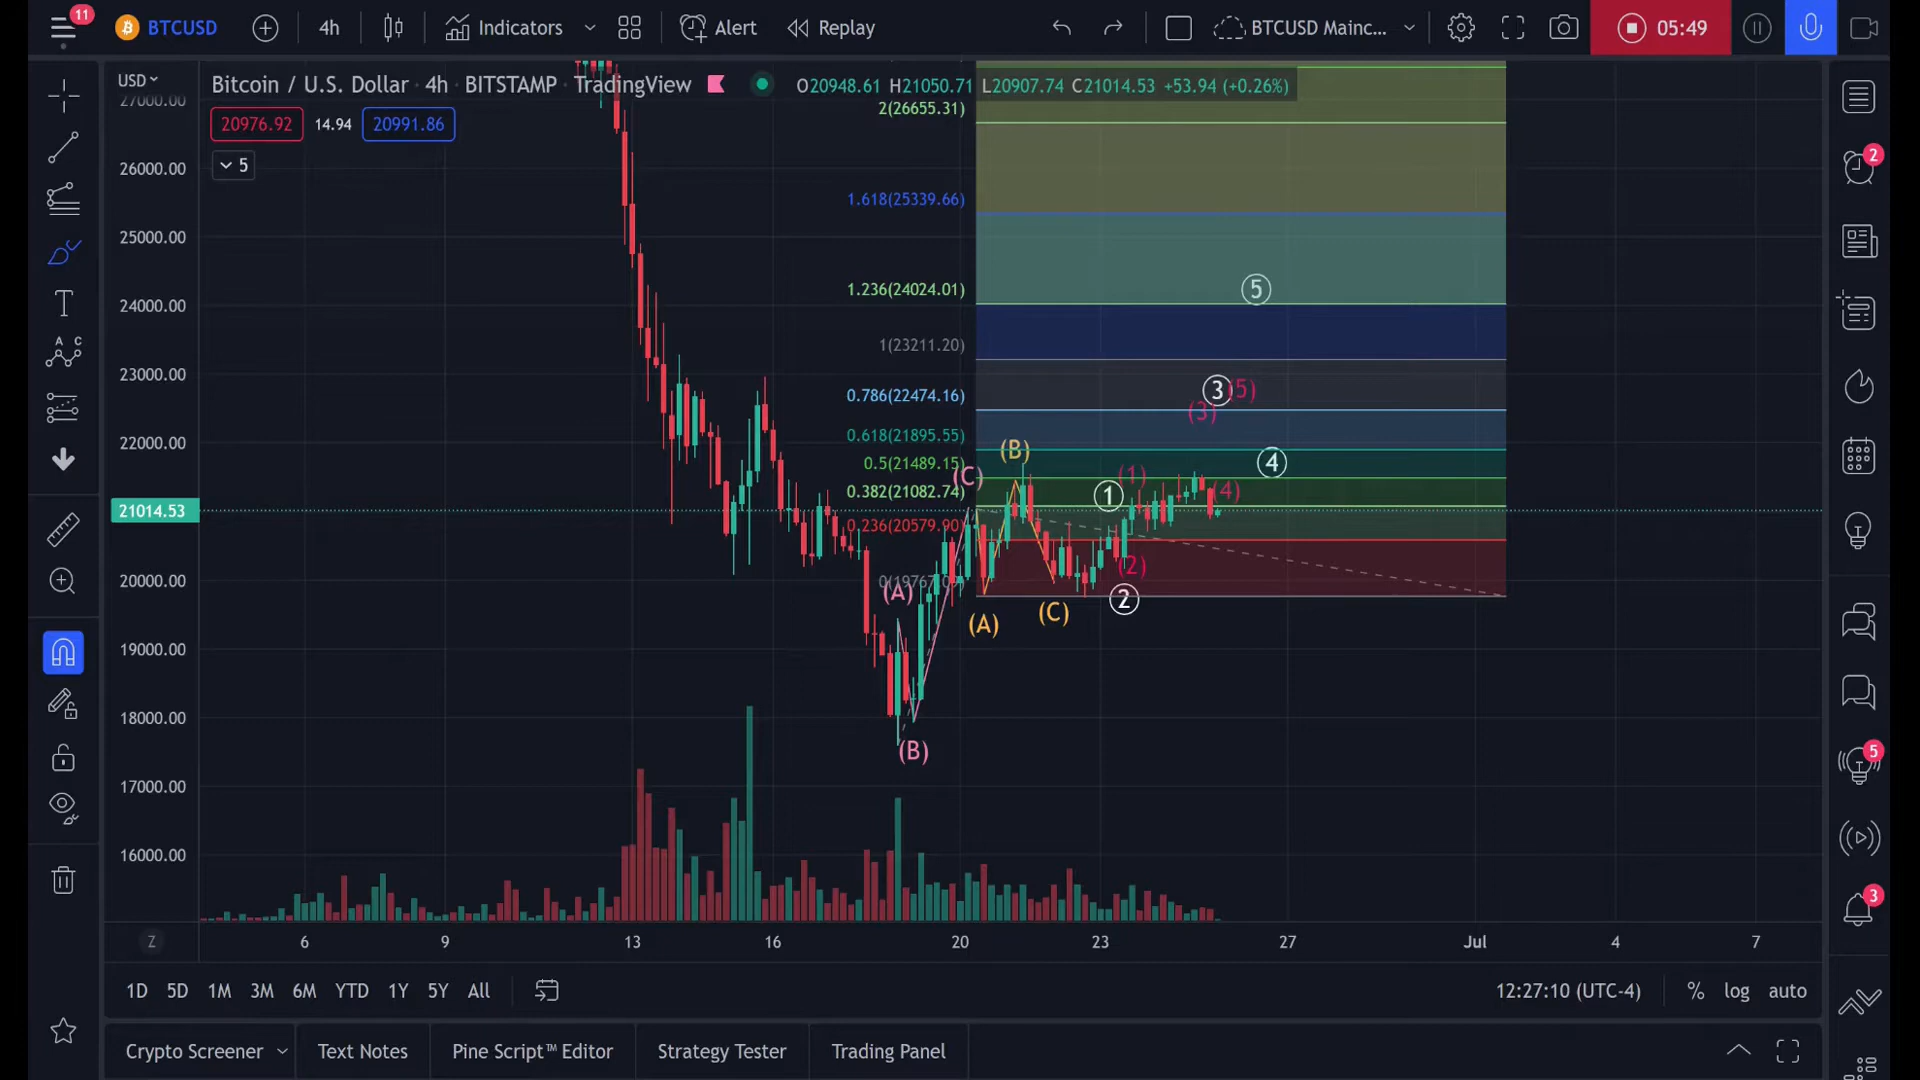 11
BTCUSD
4h
Indicators
Alert
Replay
BTCUSD Mainc...
05:49
USD
Bitcoin / U.S. Dollar · 4h · BITSTAMP · TradingView
O20948.61 H21050.71 L20907.74 C21014.53 +53.94 (+0.26%)
20976.92
14.94
20991.86
5
27000.00
26000.00
25000.00
24000.00
23000.00
22000.00
21014.53
20000.00
19000.00
18000.00
17000.00
16000.00
2(26655.31)
1.618(25339.66)
1.236(24024.01)
1(23211.20)
0.786(22474.16)
0.618(21895.55)
0.5(21489.15)
0.382(21082.74)
0.236(20579.90)
5
3
(5)
(3)
(B)
4
(C)
(1)
1
(4)
(2)
(A)
2
(A)
(C)
(B)
A C
T
2
5
3
Z
6
9
13
16
20
23
27
Jul
4
7
1D
5D
1M
3M
6M
YTD
1Y
5Y
All
12:27:10 (UTC-4)
%
log
auto
Crypto Screener
Text Notes
Pine Script™ Editor
Strategy Tester
Trading Panel